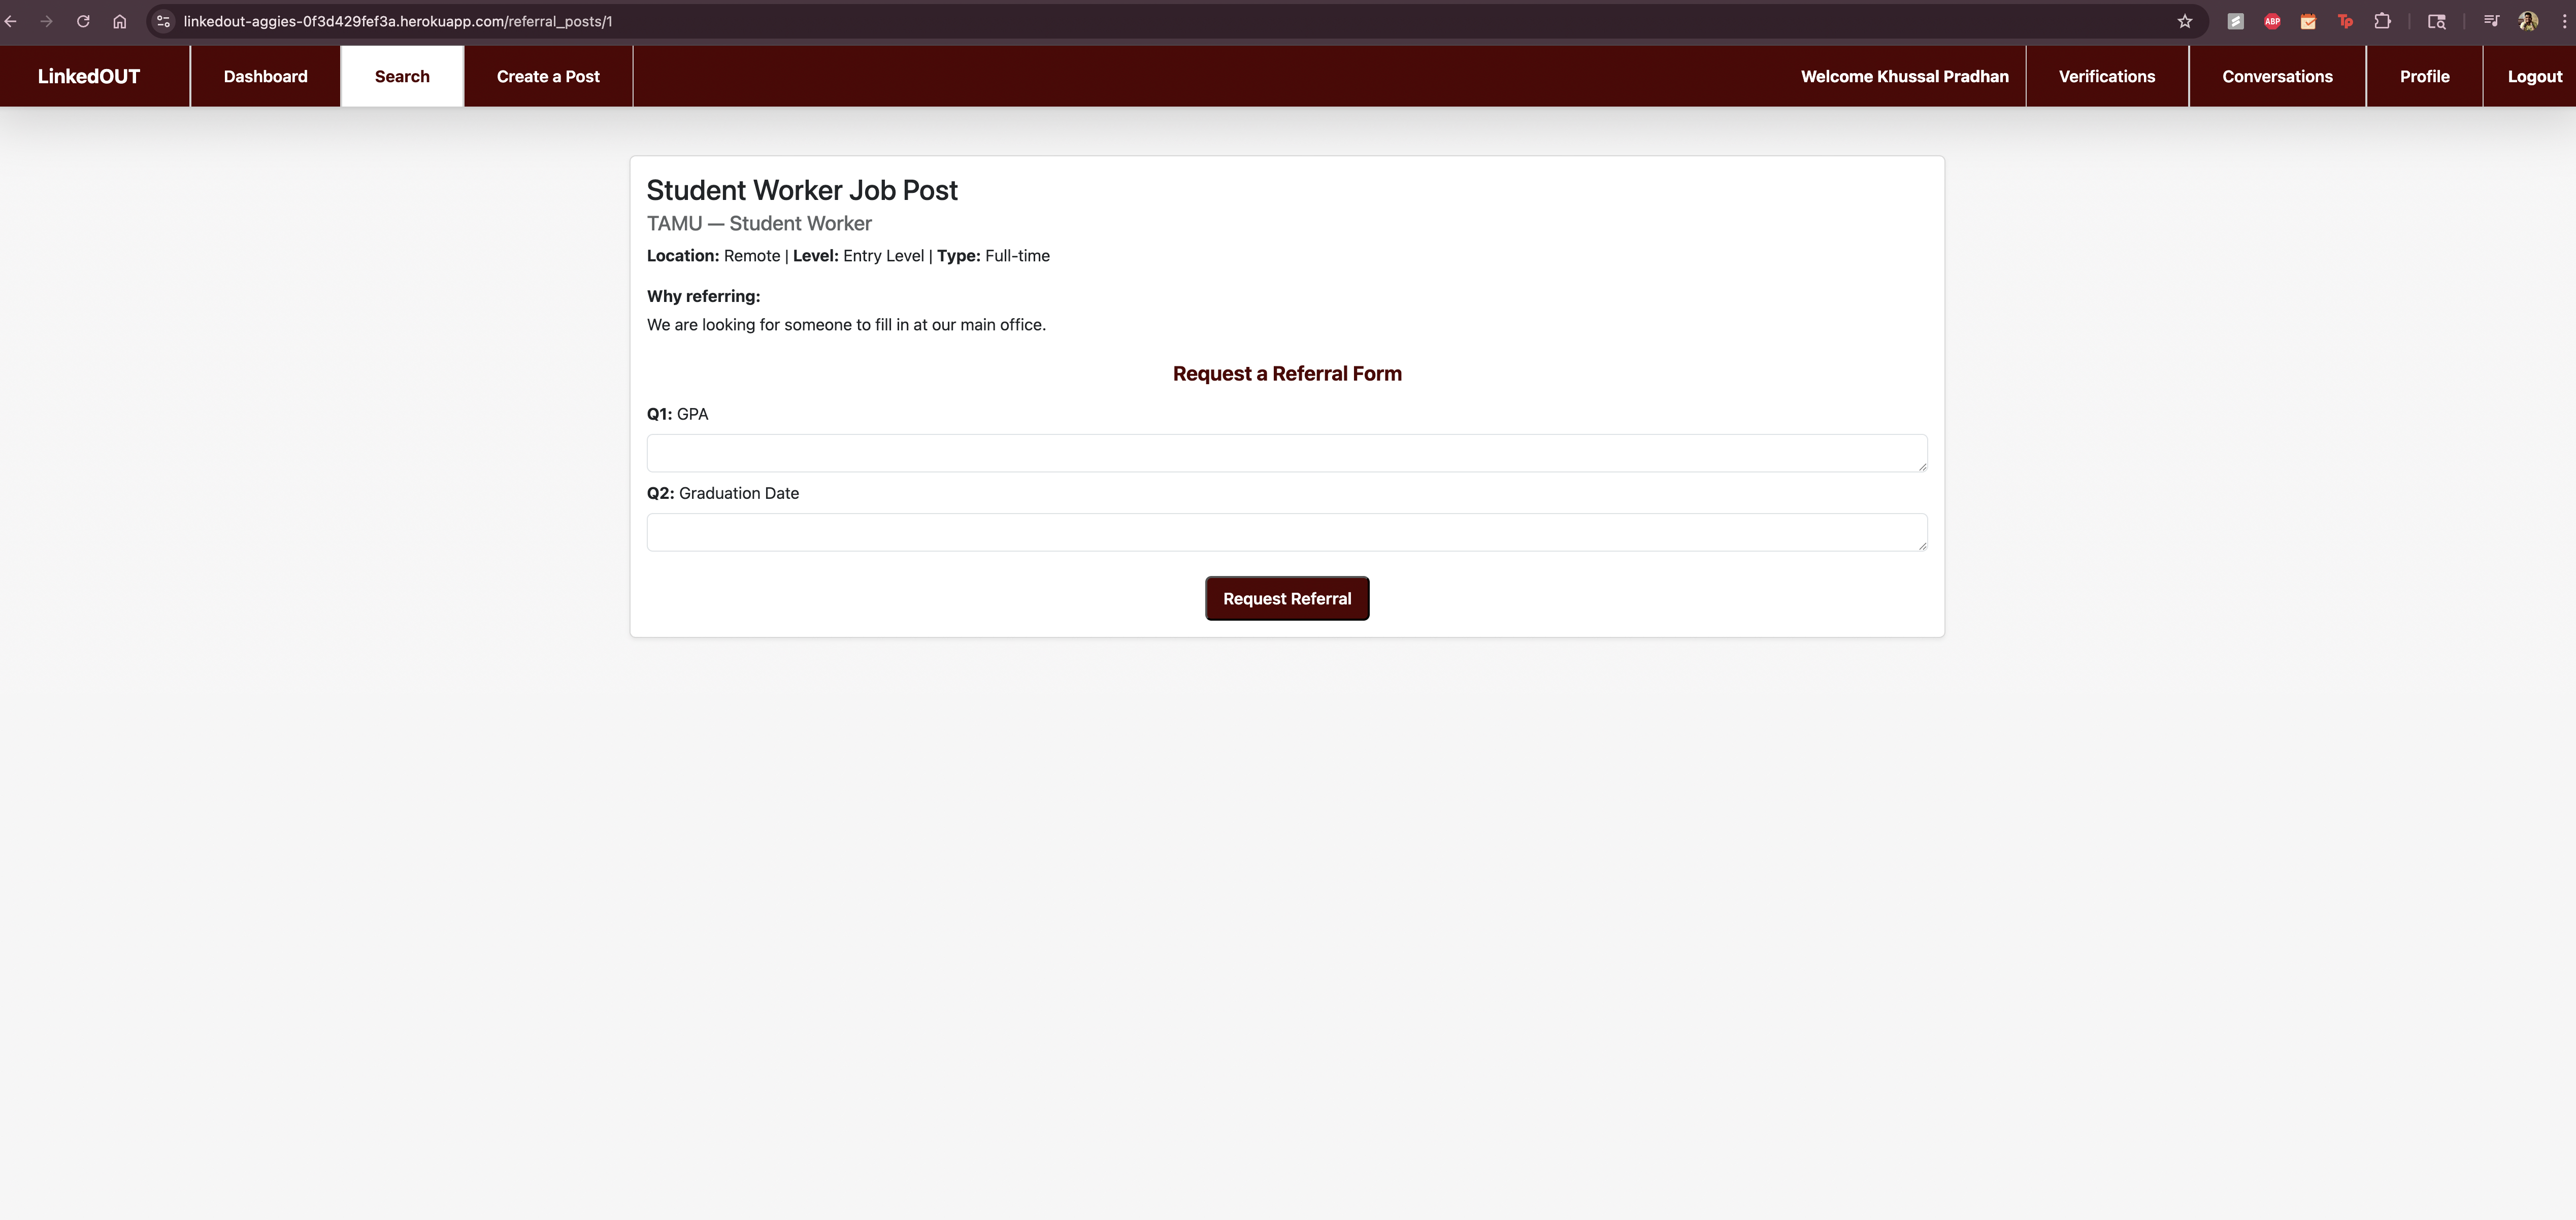 linkedout-aggies-0f3d429fef3a.herokuapp.com/referral_posts/1
ABP
Tp
LinkedOUT Dashboard Search Create a Post Welcome Khussal Pradhan Verifications Conversations Profile Logout
Student Worker Job Post
TAMU — Student Worker
Location: Remote | Level: Entry Level | Type: Full-time
Why referring:
We are looking for someone to fill in at our main office.
Request a Referral Form
Q1: GPA
Q2: Graduation Date
Request Referral